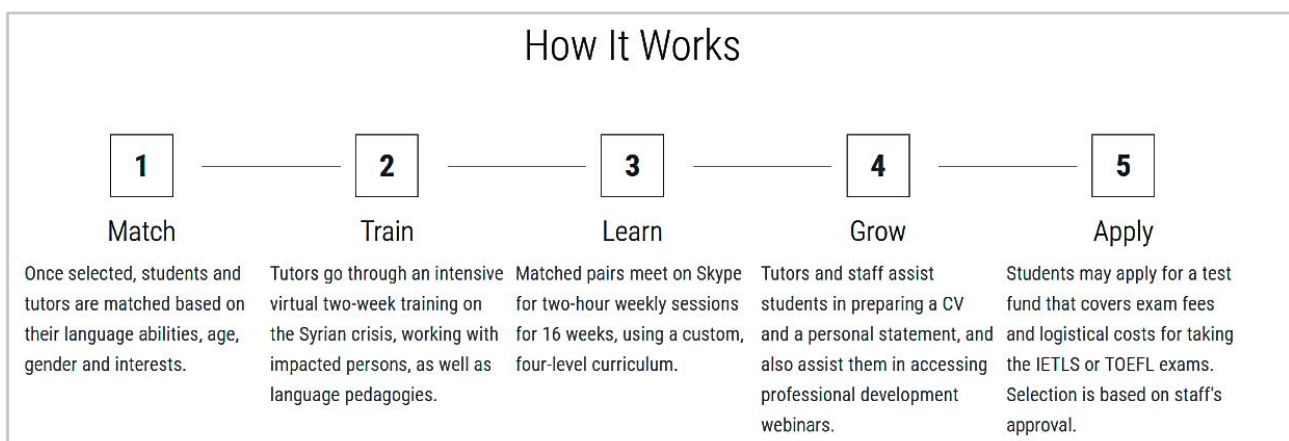 How It Works
1
2
3
4
5
Match
Once selected, students and
tutors are matched based on
their language abilities, age,
gender and interests.
Train
Tutors go through an intensive
virtual two-week training on
the Syrian crisis, working with
impacted persons, as well as
language pedagogies.
Learn
Matched pairs meet on Skype
for two-hour weekly sessions
for 16 weeks, using a custom,
four-level curriculum.
Grow
Tutors and staff assist
students in preparing a CV
and a personal statement, and
also assist them in accessing
professional development
webinars.
Apply
Students may apply for a test
fund that covers exam fees
and logistical costs for taking
the IETLS or TOEFL exams.
Selection is based on staff's
approval.